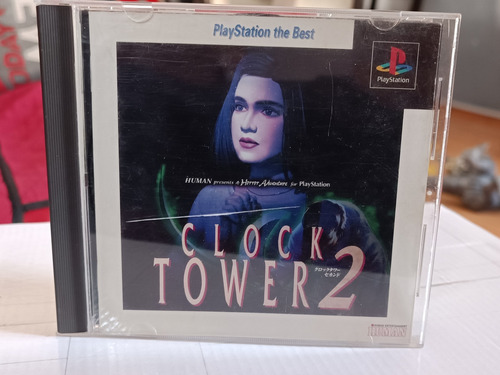 PlayStation the Best
PlayStation
HUMAN presents a Horror Adventure for PlayStation
CLOCK
TOWER 2
クロックタワー
セカンド
HUMAN